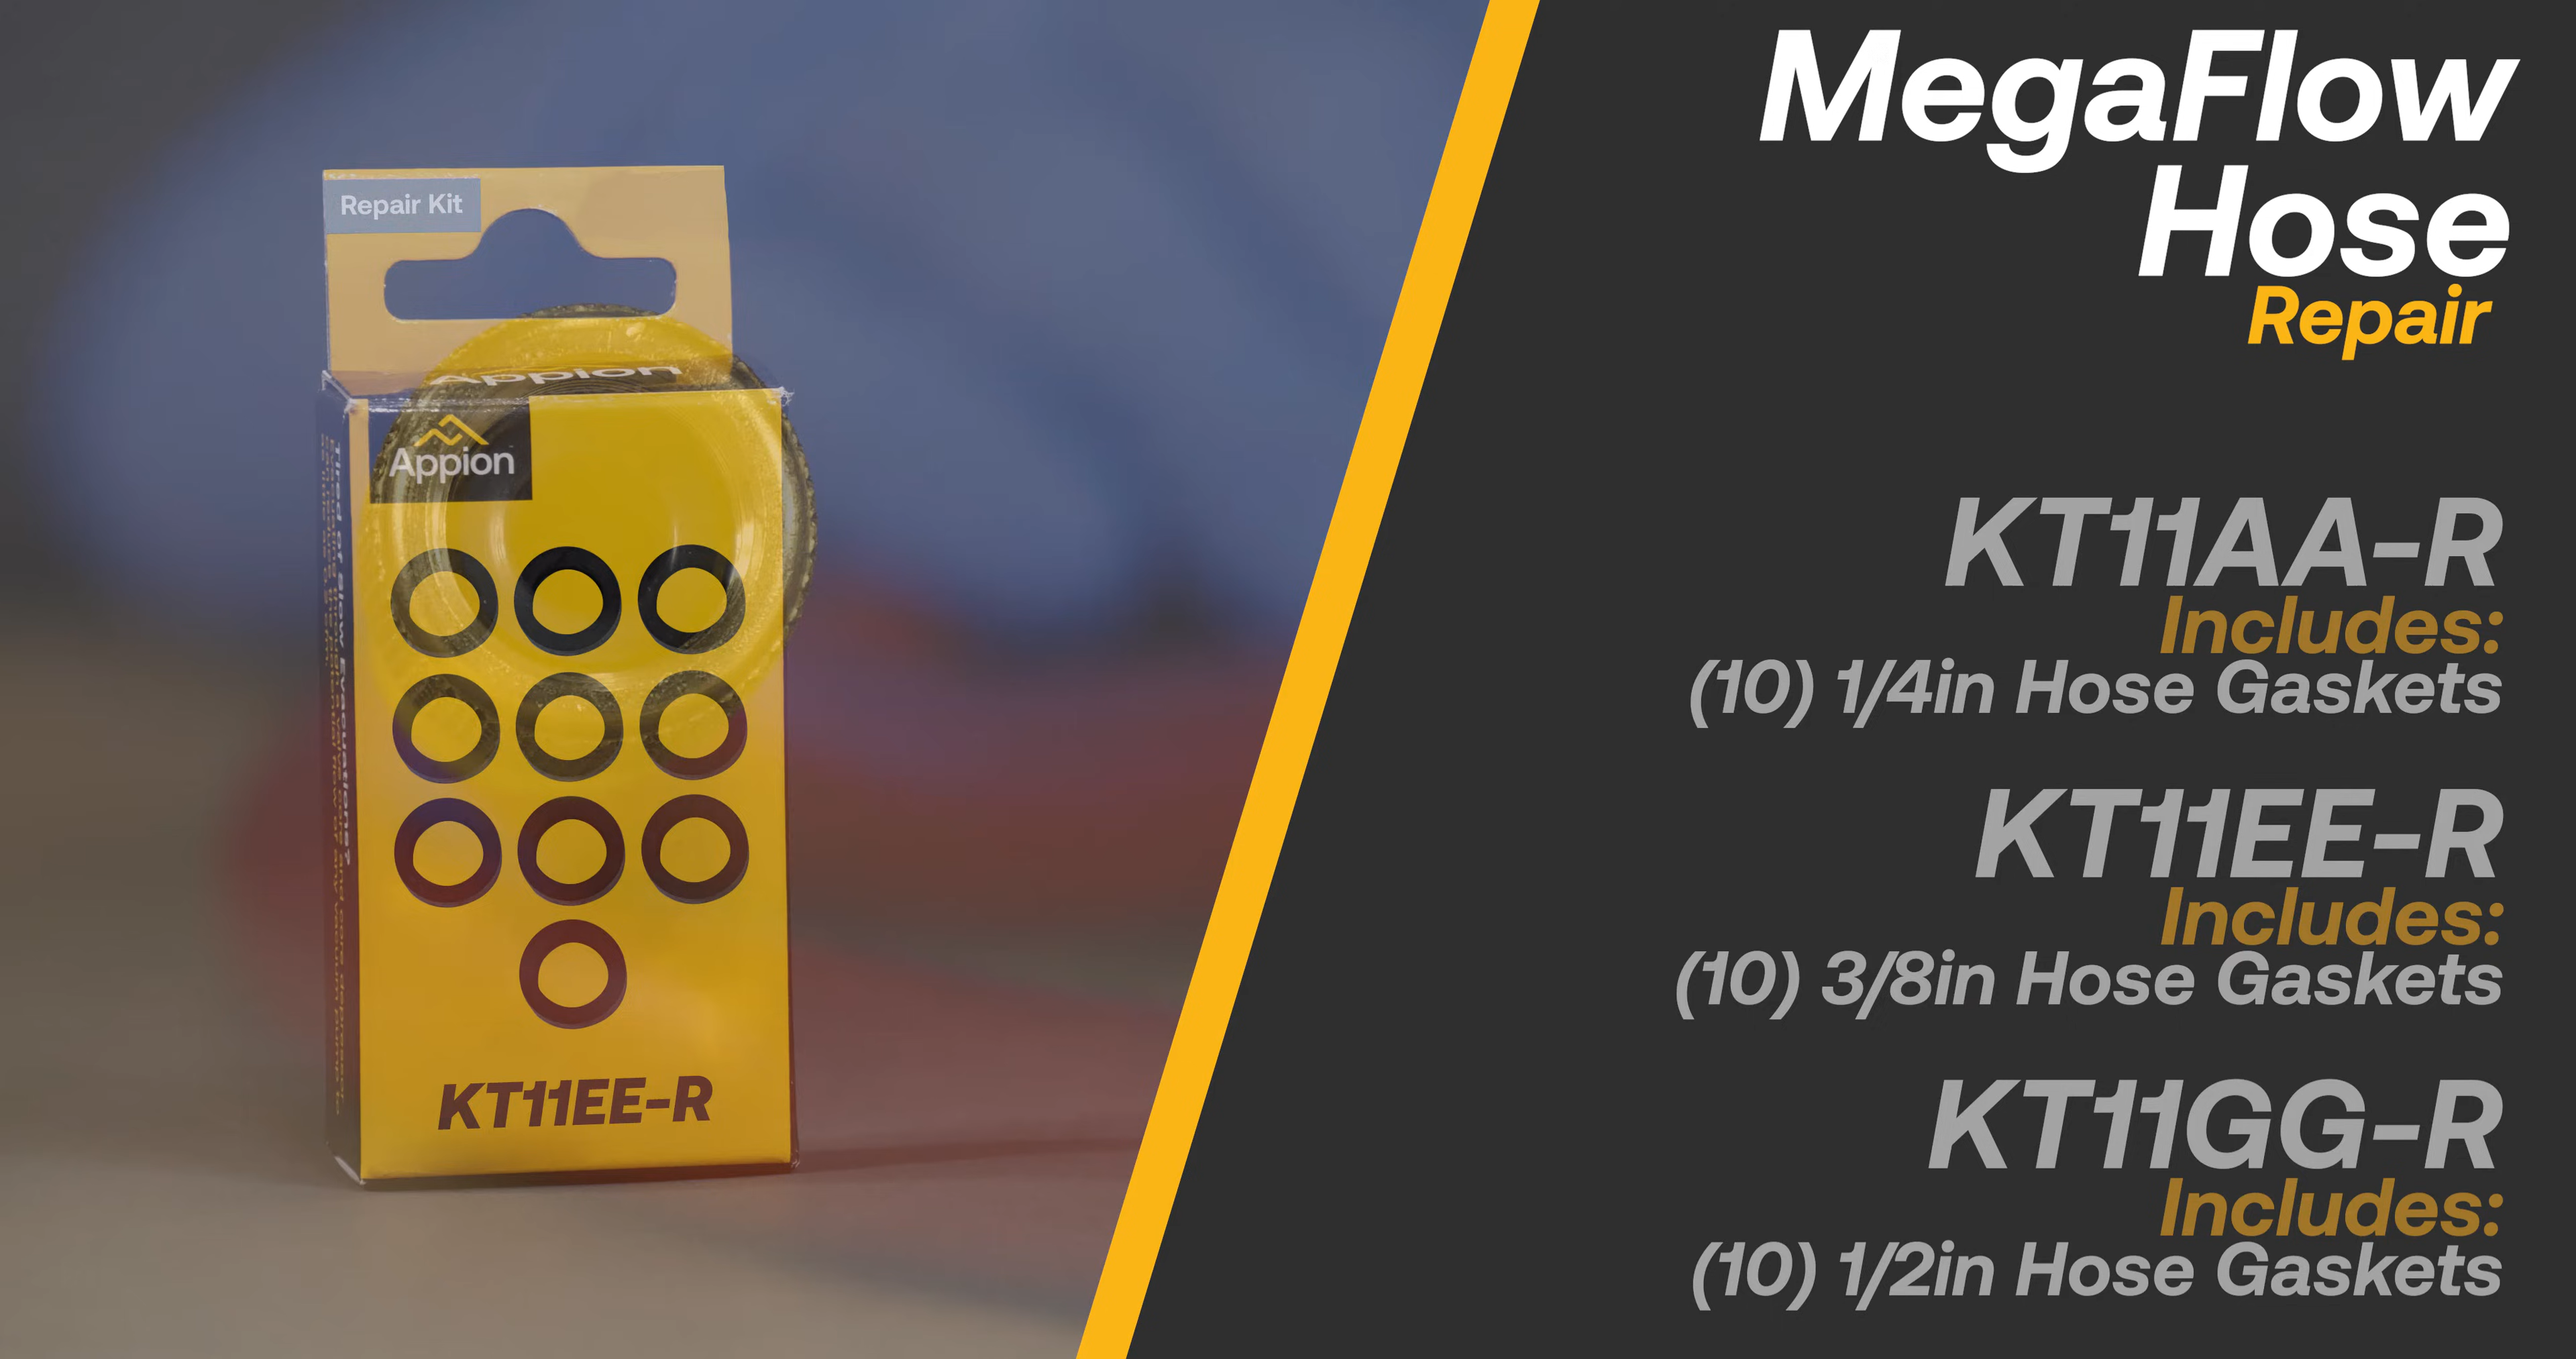 Repair Kit
Appion
Appion
KT11EE-R
MegaFlow
Hose
Repair
KT11AA-R
Includes:
(10) 1/4in Hose Gaskets
KT11EE-R
Includes:
(10) 3/8in Hose Gaskets
KT11GG-R
Includes:
(10) 1/2in Hose Gaskets